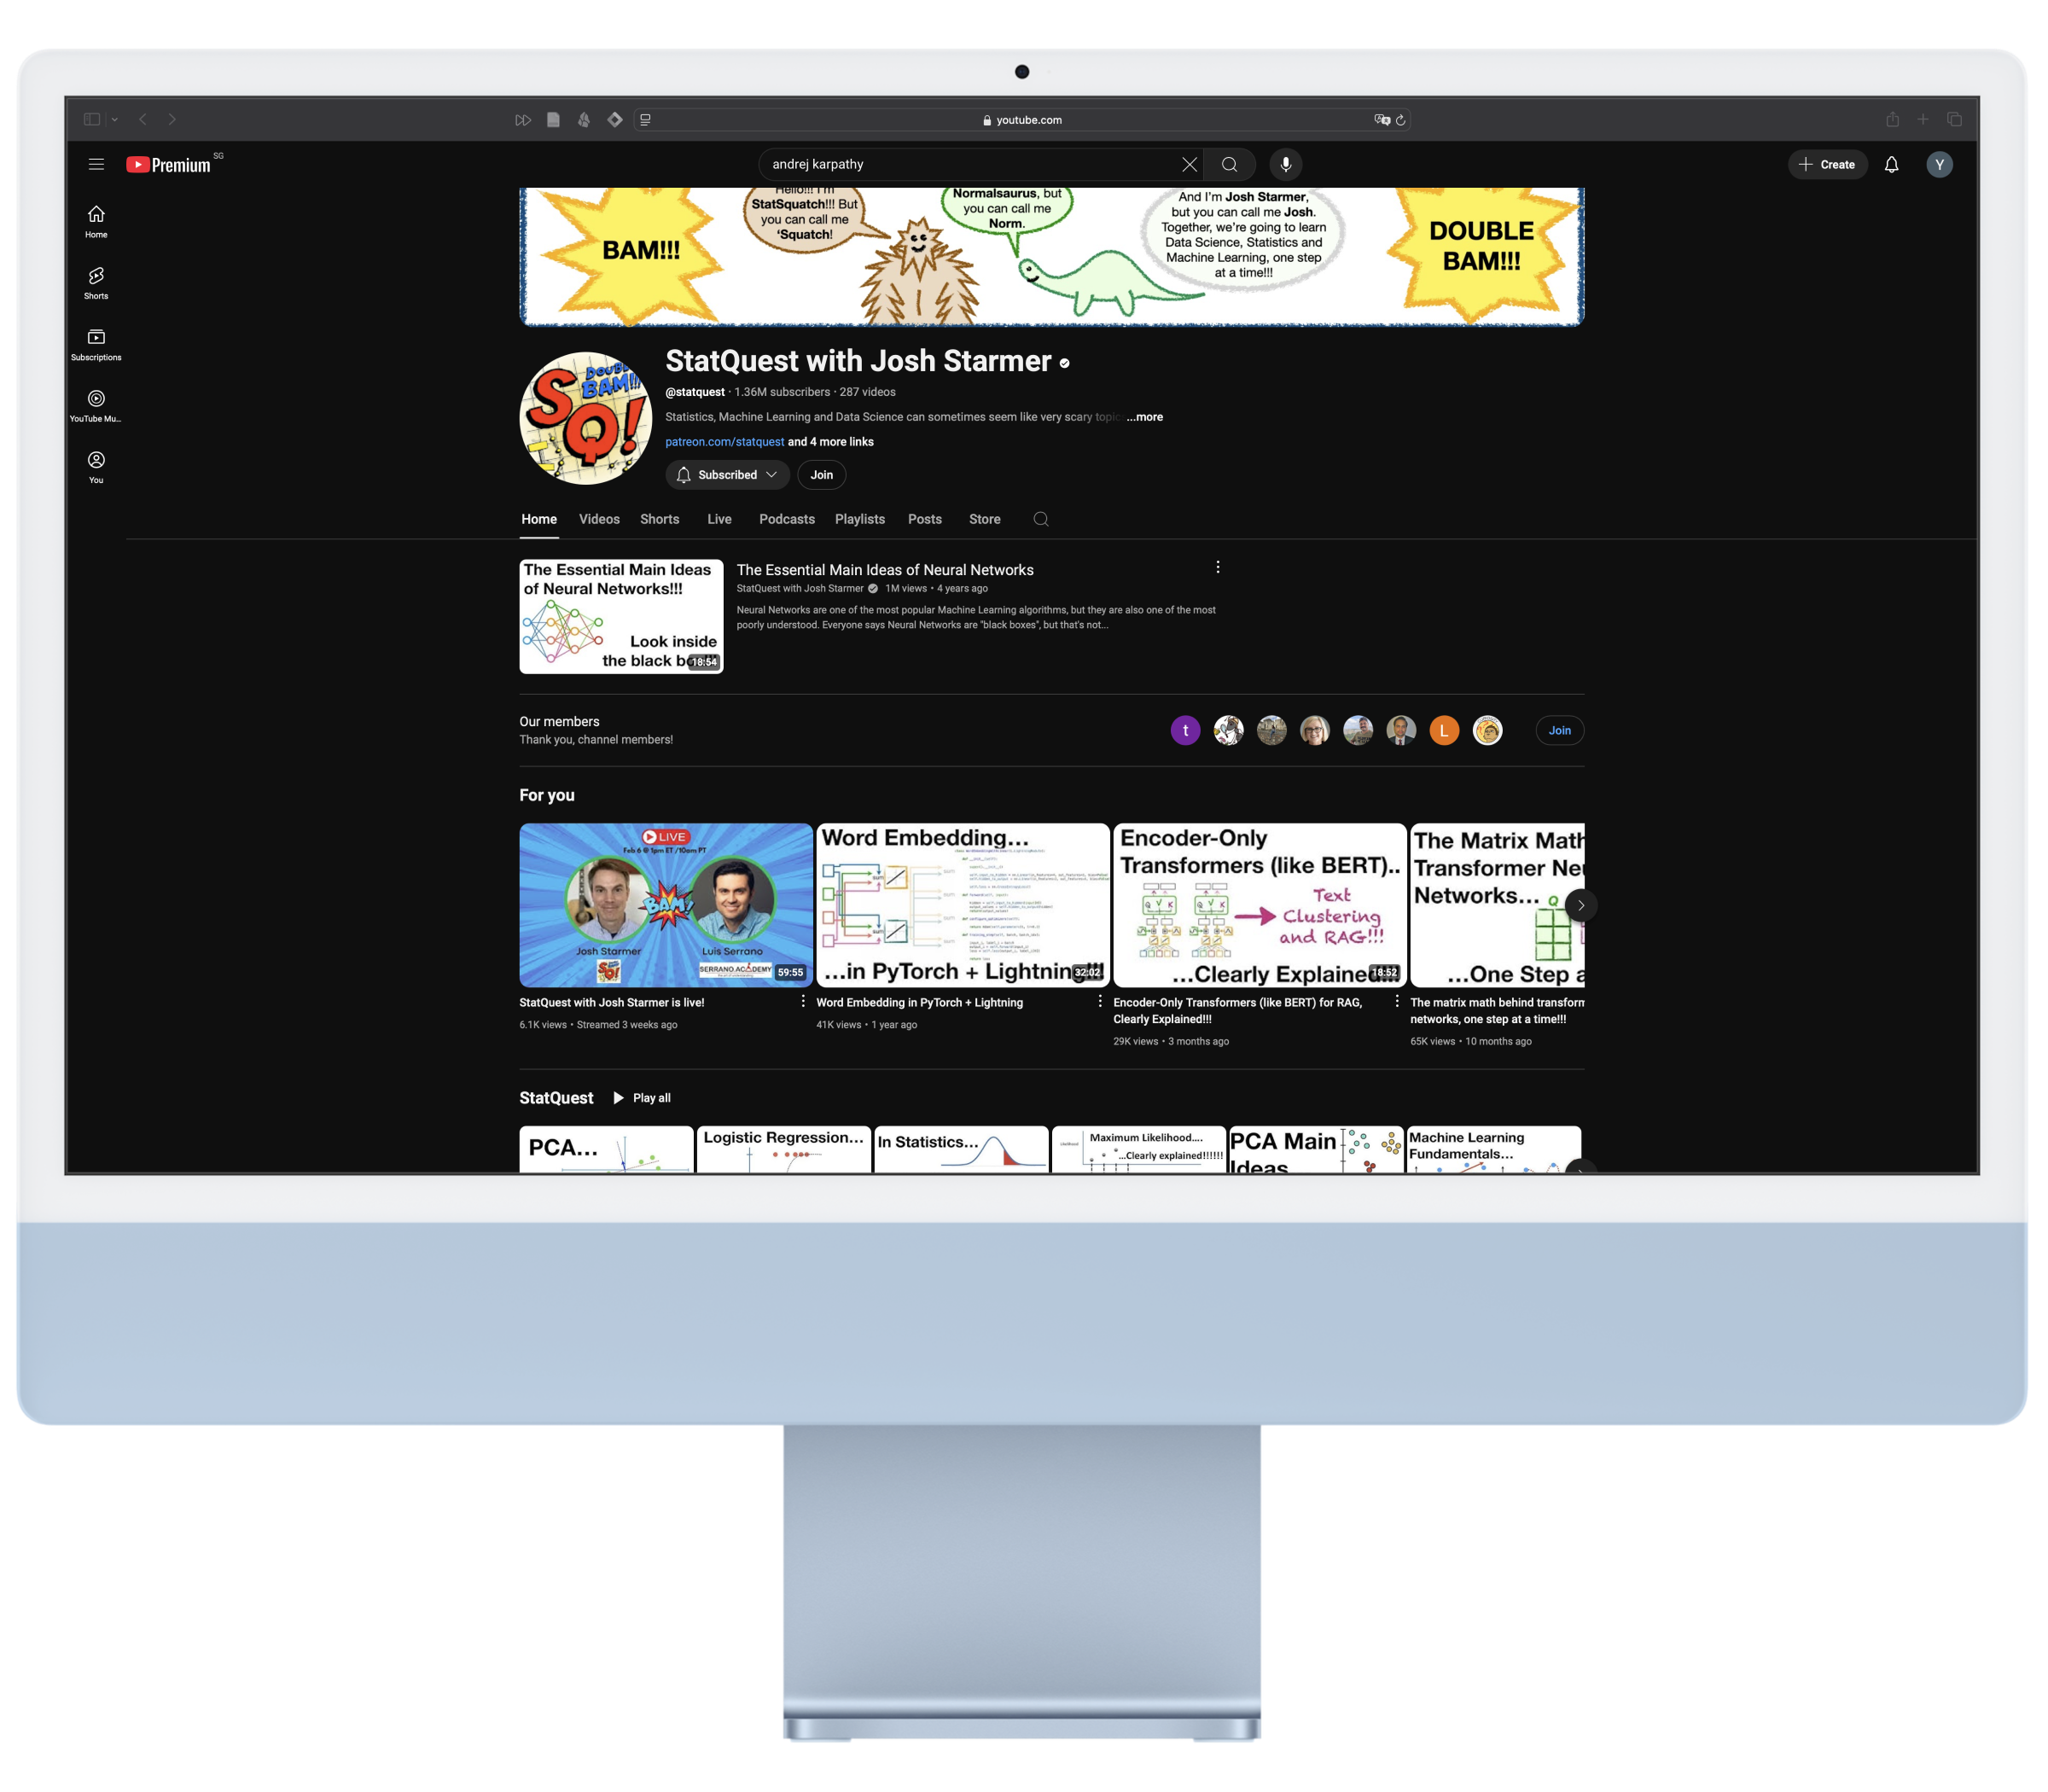 youtube.com
Premium SG
andrej karpathy
Create
Y
Home
Shorts
Subscriptions
YouTube Mu...
You
BAM!!!
Hello!!! I'm
StatSquatch!!! But
you can call me
'Squatch!
Normalsaurus, but
you can call me
Norm.
And I'm Josh Starmer,
but you can call me Josh.
Together, we're going to learn
Data Science, Statistics and
Machine Learning, one step
at a time!!!
DOUBLE
BAM!!!
DOUBLE
BAM!!!
SQ!
StatQuest with Josh Starmer
@statquest · 1.36M subscribers · 287 videos
Statistics, Machine Learning and Data Science can sometimes seem like very scary topic ...more
patreon.com/statquest and 4 more links
Subscribed
Join
Home Videos Shorts Live Podcasts Playlists Posts Store
The Essential Main Ideas
of Neural Networks!!!
Look inside
the black bo
18:54
The Essential Main Ideas of Neural Networks
StatQuest with Josh Starmer 1M views • 4 years ago
Neural Networks are one of the most popular Machine Learning algorithms, but they are also one of the most
poorly understood. Everyone says Neural Networks are "black boxes", but that's not...
Our members
Thank you, channel members!
t
L
Join
For you
LIVE
Feb 6 @ 1pm ET /10am PT
BAM!
Josh Starmer
Luis Serrano
SQ!
SERRANO.ACADEMY
59:55
StatQuest with Josh Starmer is live!
6.1K views • Streamed 3 weeks ago
Word Embedding...
...in PyTorch + Lightning!!!
32:02
Word Embedding in PyTorch + Lightning
41K views • 1 year ago
Encoder-Only
Transformers (like BERT)..
Q V K
Q V K
Text
Clustering
and RAG!!!
...Clearly Explained!!!
18:52
Encoder-Only Transformers (like BERT) for RAG,
Clearly Explained!!!
29K views • 3 months ago
The Matrix Math
Transformer Ne
Networks...
Q
...One Step a
The matrix math behind transform
networks, one step at a time!!!
65K views • 10 months ago
StatQuest
Play all
PCA...
Logistic Regression...
In Statistics...
Maximum Likelihood....
...Clearly explained!!!!!!
PCA Main
Ideas
Machine Learning
Fundamentals...